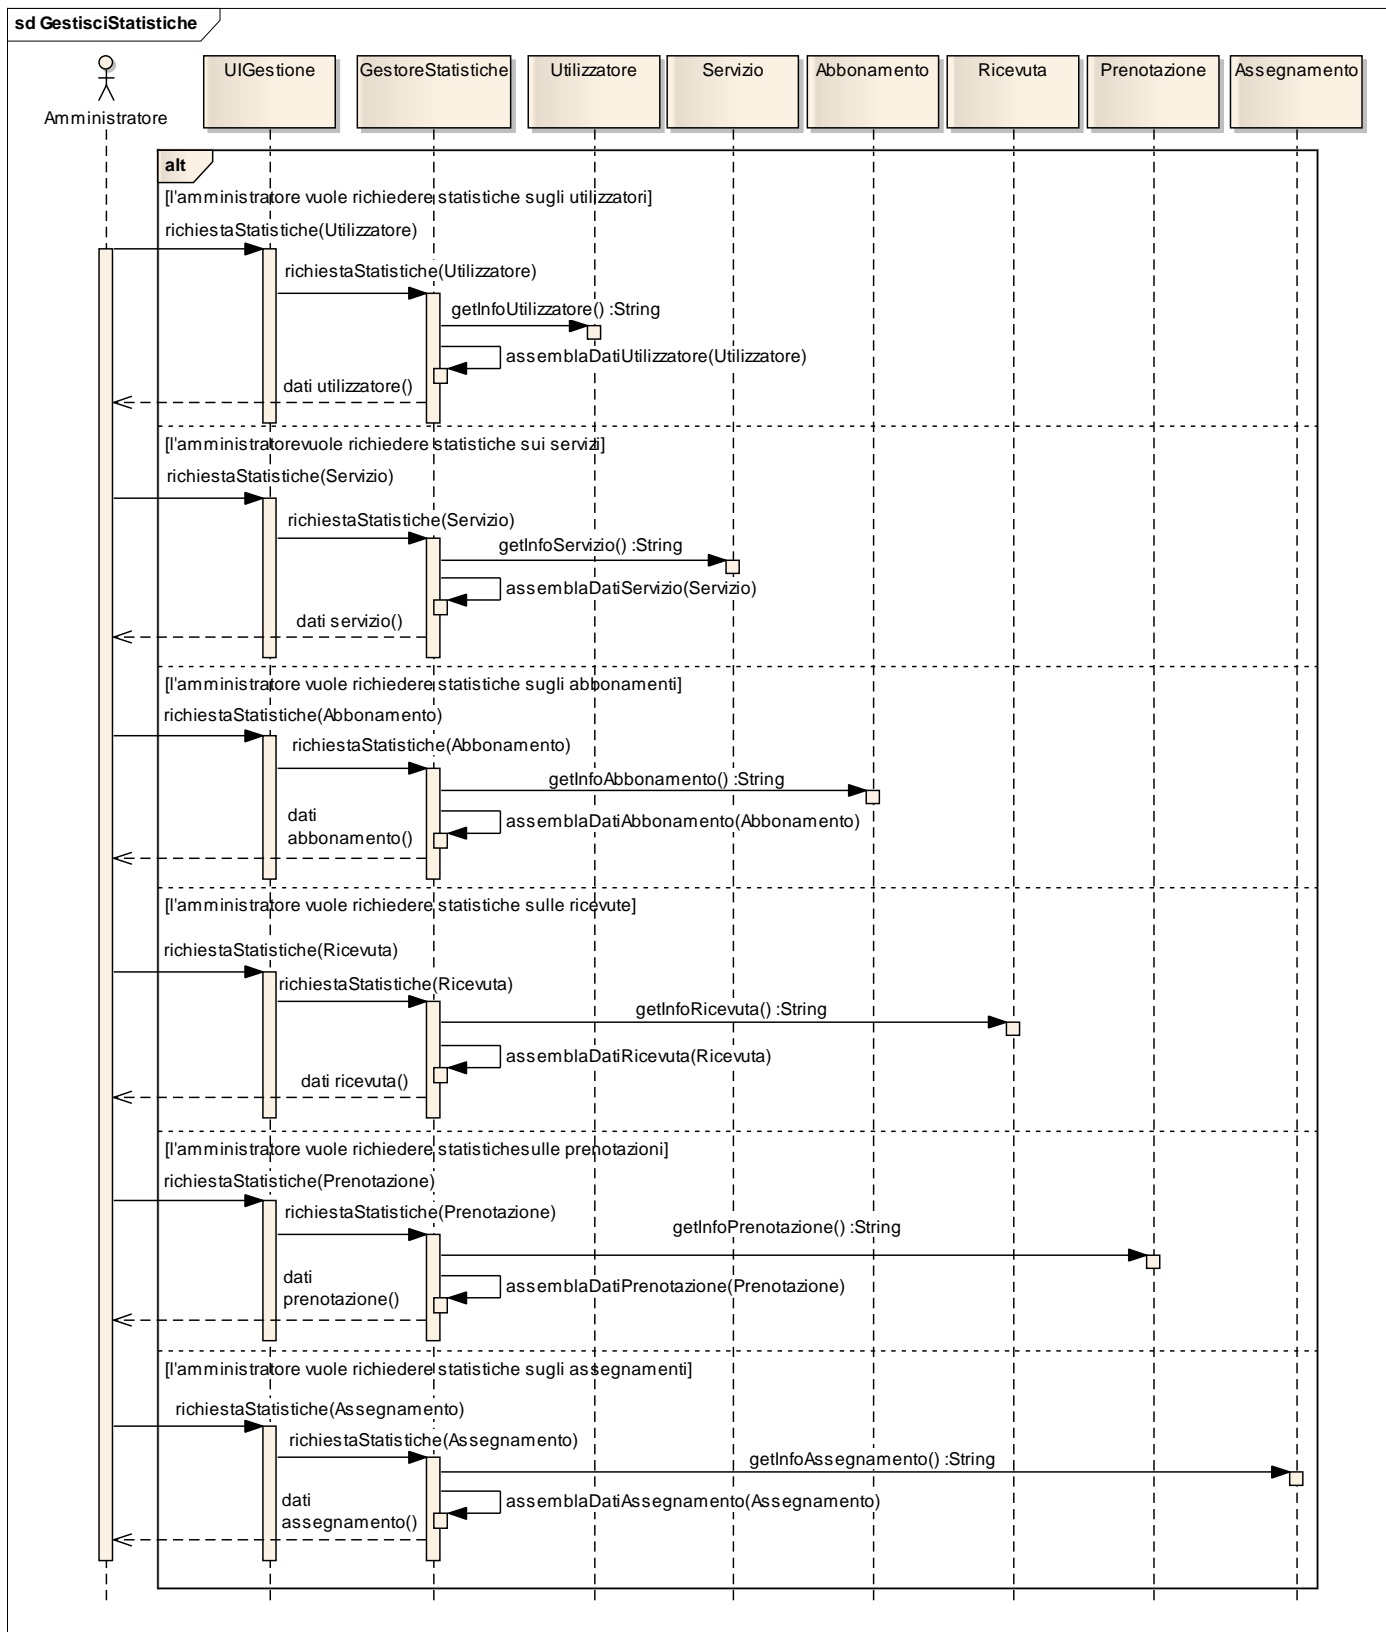 sd GestisciStatistiche
Amministratore
UIGestione
GestoreStatistiche
Utilizzatore
Servizio
Abbonamento
Ricevuta
Prenotazione
Assegnamento
alt
[l'amministratore vuole richiedere statistiche sugli utilizzatori]
richiestaStatistiche(Utilizzatore)
richiestaStatistiche(Utilizzatore)
getInfoUtilizzatore() :String
assemblaDatiUtilizzatore(Utilizzatore)
dati utilizzatore()
[l'amministratorevuole richiedere statistiche sui servizi]
richiestaStatistiche(Servizio)
richiestaStatistiche(Servizio)
getInfoServizio() :String
assemblaDatiServizio(Servizio)
dati servizio()
[l'amministratore vuole richiedere statistiche sugli abbonamenti]
richiestaStatistiche(Abbonamento)
richiestaStatistiche(Abbonamento)
getInfoAbbonamento() :String
assemblaDatiAbbonamento(Abbonamento)
dati
abbonamento()
[l'amministratore vuole richiedere statistiche sulle ricevute]
richiestaStatistiche(Ricevuta)
richiestaStatistiche(Ricevuta)
getInfoRicevuta() :String
assemblaDatiRicevuta(Ricevuta)
dati ricevuta()
[l'amministratore vuole richiedere statistichesulle prenotazioni]
richiestaStatistiche(Prenotazione)
richiestaStatistiche(Prenotazione)
getInfoPrenotazione() :String
assemblaDatiPrenotazione(Prenotazione)
dati
prenotazione()
[l'amministratore vuole richiedere statistiche sugli assegnamenti]
richiestaStatistiche(Assegnamento)
richiestaStatistiche(Assegnamento)
getInfoAssegnamento() :String
assemblaDatiAssegnamento(Assegnamento)
dati
assegnamento()